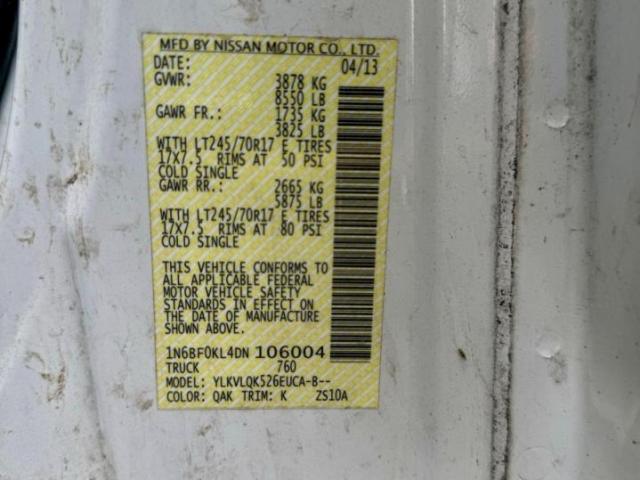 MFD BY NISSAN MOTOR CO., LTD.
DATE: 04/13
GVWR: 3878 KG
8550 LB
GAWR FR.: 1735 KG
3825 LB
WITH LT245/70R17 E TIRES
17X7.5 RIMS AT 50 PSI
COLD SINGLE
GAWR RR.: 2665 KG
5875 LB
WITH LT245/70R17 E TIRES
17X7.5 RIMS AT 80 PSI
COLD SINGLE
THIS VEHICLE CONFORMS TO
ALL APPLICABLE FEDERAL
MOTOR VEHICLE SAFETY
STANDARDS IN EFFECT ON
THE DATE OF MANUFACTURE
SHOWN ABOVE.
1N6BF0KL4DN 106004
TRUCK 760
MODEL: YLKVLQK526EUCA-B--
COLOR: QAK TRIM: K ZS10A